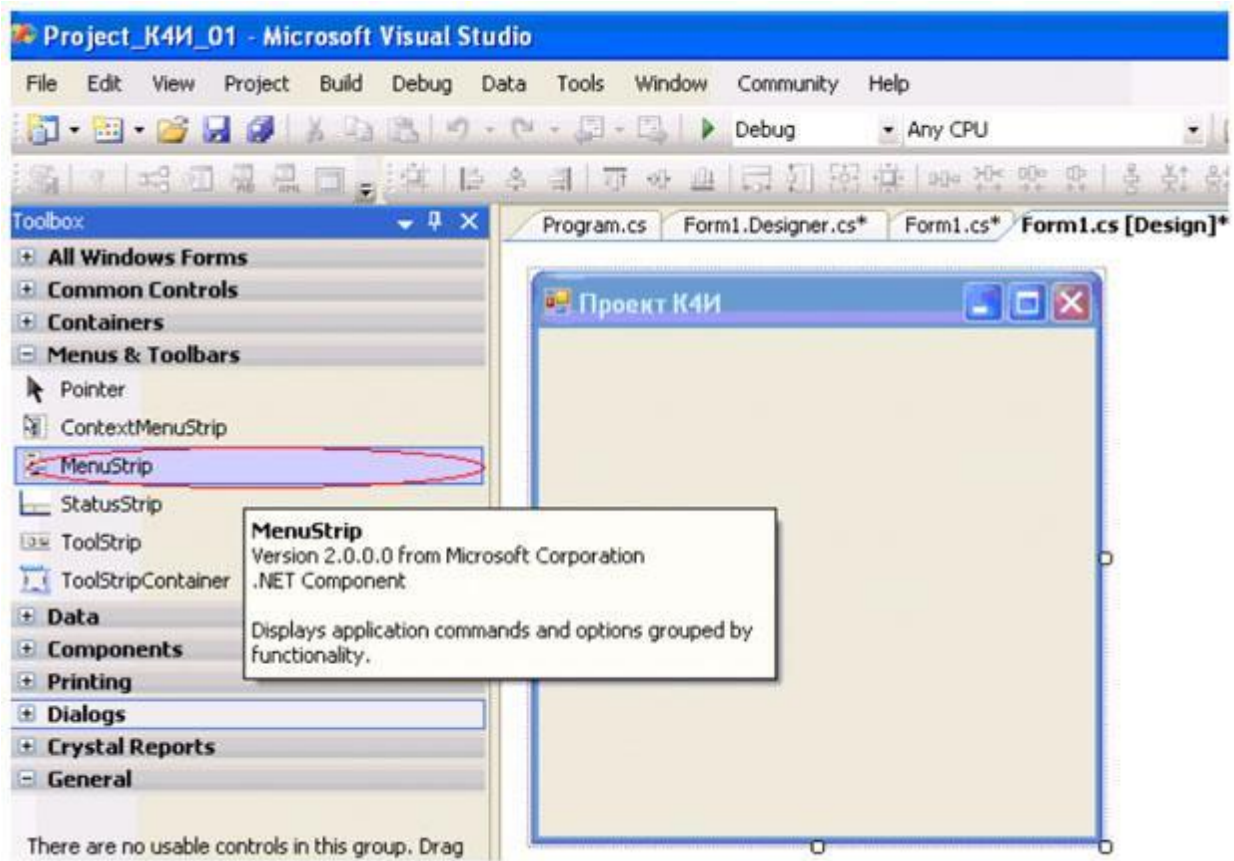 Project_К4И_01 - Microsoft Visual Studio
File Edit View Project Build Debug Data Tools Window Community Help
Debug Any CPU
Toolbox
Program.cs Form1.Designer.cs* Form1.cs* Form1.cs [Design]*
All Windows Forms
Common Controls
Containers
Menus & Toolbars
Pointer
ContextMenuStrip
MenuStrip
StatusStrip
ToolStrip
ToolStripContainer
Data
Components
Printing
Dialogs
Crystal Reports
General
There are no usable controls in this group. Drag
Проект К4И
MenuStrip
Version 2.0.0.0 from Microsoft Corporation
.NET Component
Displays application commands and options grouped by
functionality.